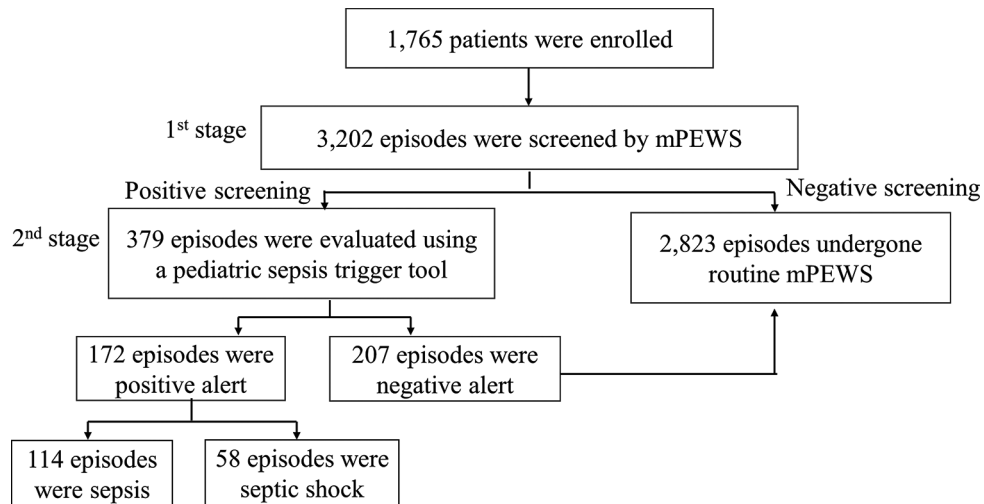 1,765 patients were enrolled
1st stage
3,202 episodes were screened by mPEWS
Positive screening
Negative screening
2nd stage
379 episodes were evaluated using
a pediatric sepsis trigger tool
2,823 episodes undergone
routine mPEWS
172 episodes were
positive alert
207 episodes were
negative alert
114 episodes
were sepsis
58 episodes were
septic shock